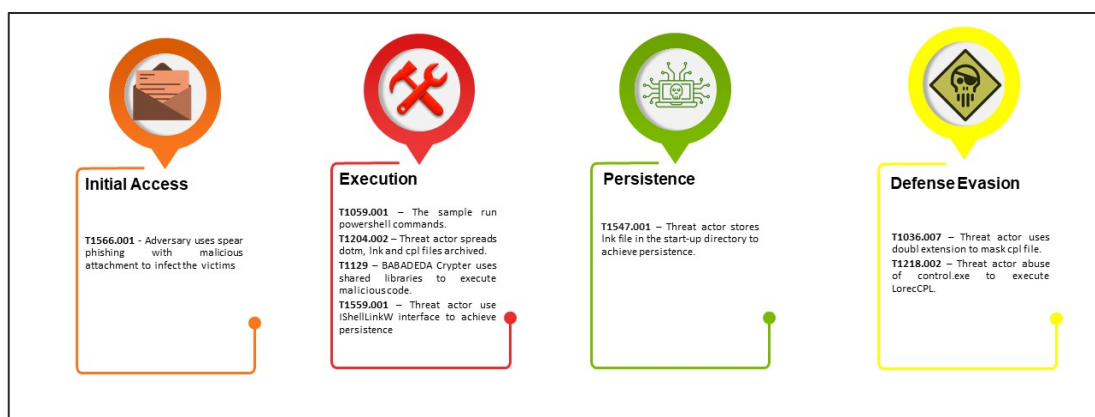 Initial Access
T1566.001 - Adversary uses spear
phishing with malicious
attachment to infect the victims
Execution
T1059.001 – The sample run
powershell commands.
T1204.002 – Threat actor spreads
dotm, lnk and cpl files archived.
T1129 – BABADEDA Crypter uses
shared libraries to execute
malicious code.
T1559.001 – Threat actor use
IShellLinkW interface to achieve
persistence
Persistence
T1547.001 – Threat actor stores
lnk file in the start-up directory to
achieve persistence.
Defense Evasion
T1036.007 – Threat actor uses
doubl extension to mask cpl file.
T1218.002 – Threat actor abuse
of control.exe to execute
LorecCPL.